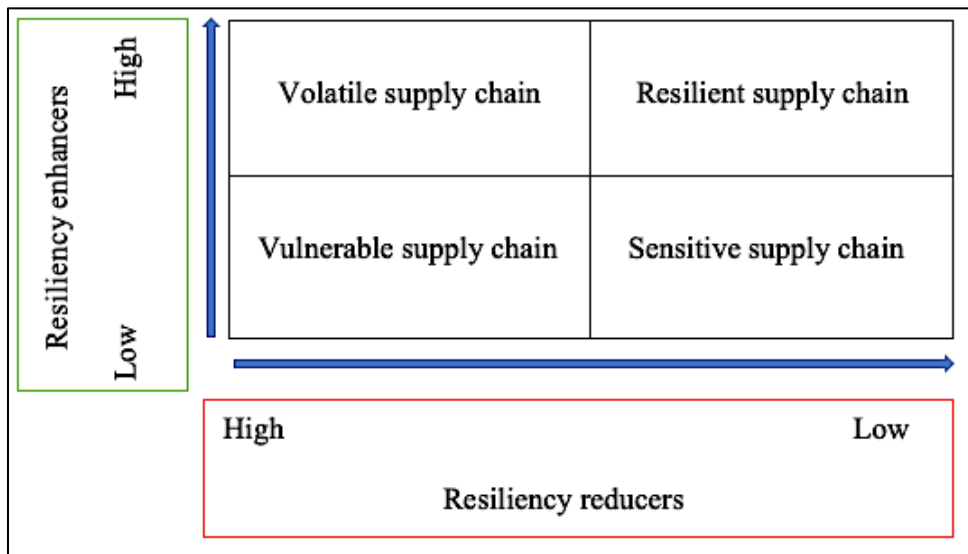 Resiliency enhancers
High
Low
Volatile supply chain
Resilient supply chain
Vulnerable supply chain
Sensitive supply chain
High
Low
Resiliency reducers